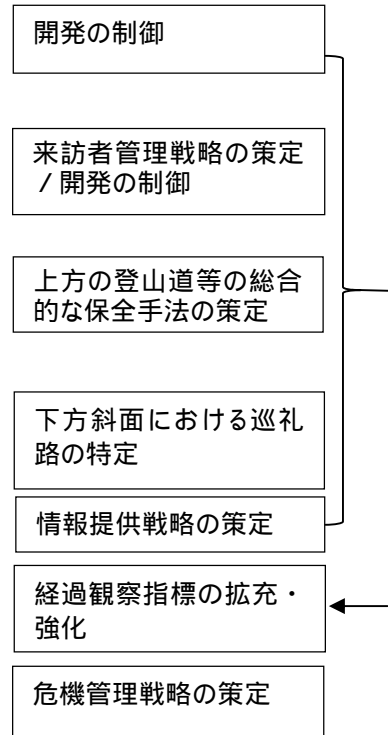 開発の制御
来訪者管理戦略の策定
/開発の制御
上方の登山道等の総合
的な保全手法の策定
下方斜面における巡礼
路の特定
情報提供戦略の策定
経過観察指標の拡充・
強化
危機管理戦略の策定